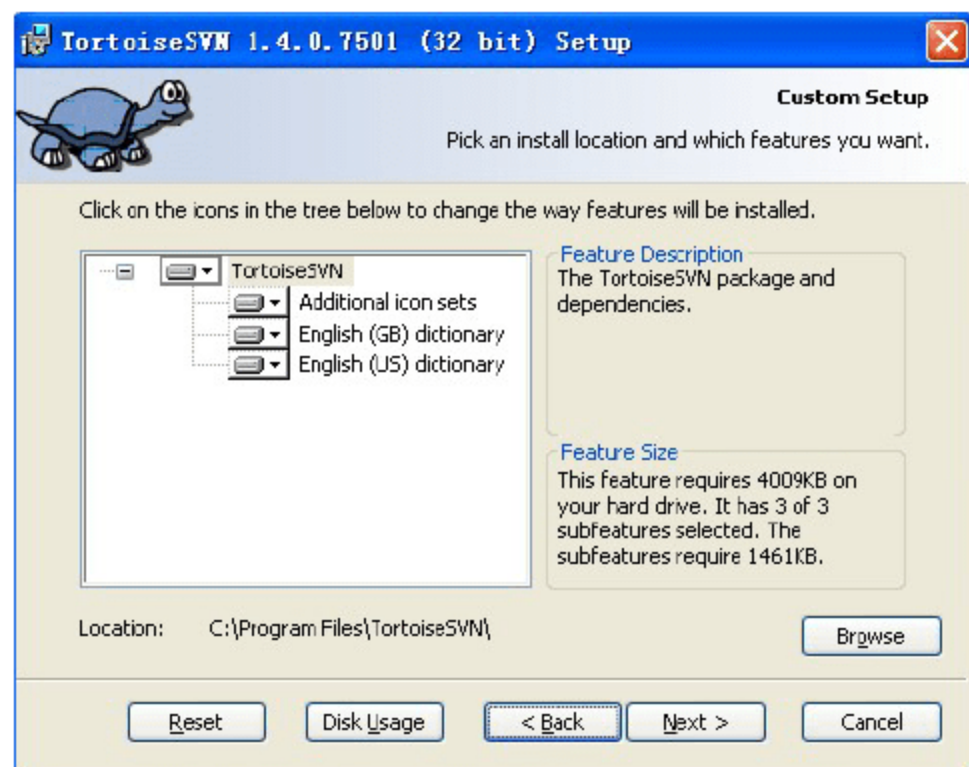 TortoiseSVN 1.4.0.7501 (32 bit) Setup
Custom Setup
Pick an install location and which features you want.
Click on the icons in the tree below to change the way features will be installed.
TortoiseSVN
Additional icon sets
English (GB) dictionary
English (US) dictionary
Feature Description
The TortoiseSVN package and
dependencies.
Feature Size
This feature requires 4009KB on
your hard drive. It has 3 of 3
subfeatures selected. The
subfeatures require 1461KB.
Location: C:\Program Files\TortoiseSVN\
Browse
Reset
Disk Usage
< Back
Next >
Cancel